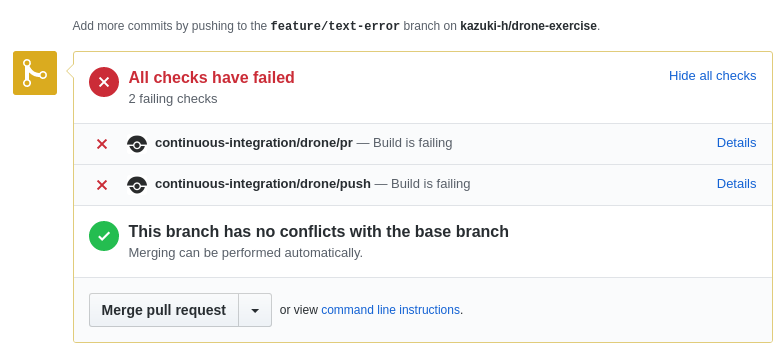 Add more commits by pushing to the feature/text-error branch on kazuki-h/drone-exercise.
All checks have failed
Hide all checks
2 failing checks
continuous-integration/drone/pr — Build is failing
Details
continuous-integration/drone/push — Build is failing
Details
This branch has no conflicts with the base branch
Merging can be performed automatically.
Merge pull request
or view command line instructions.